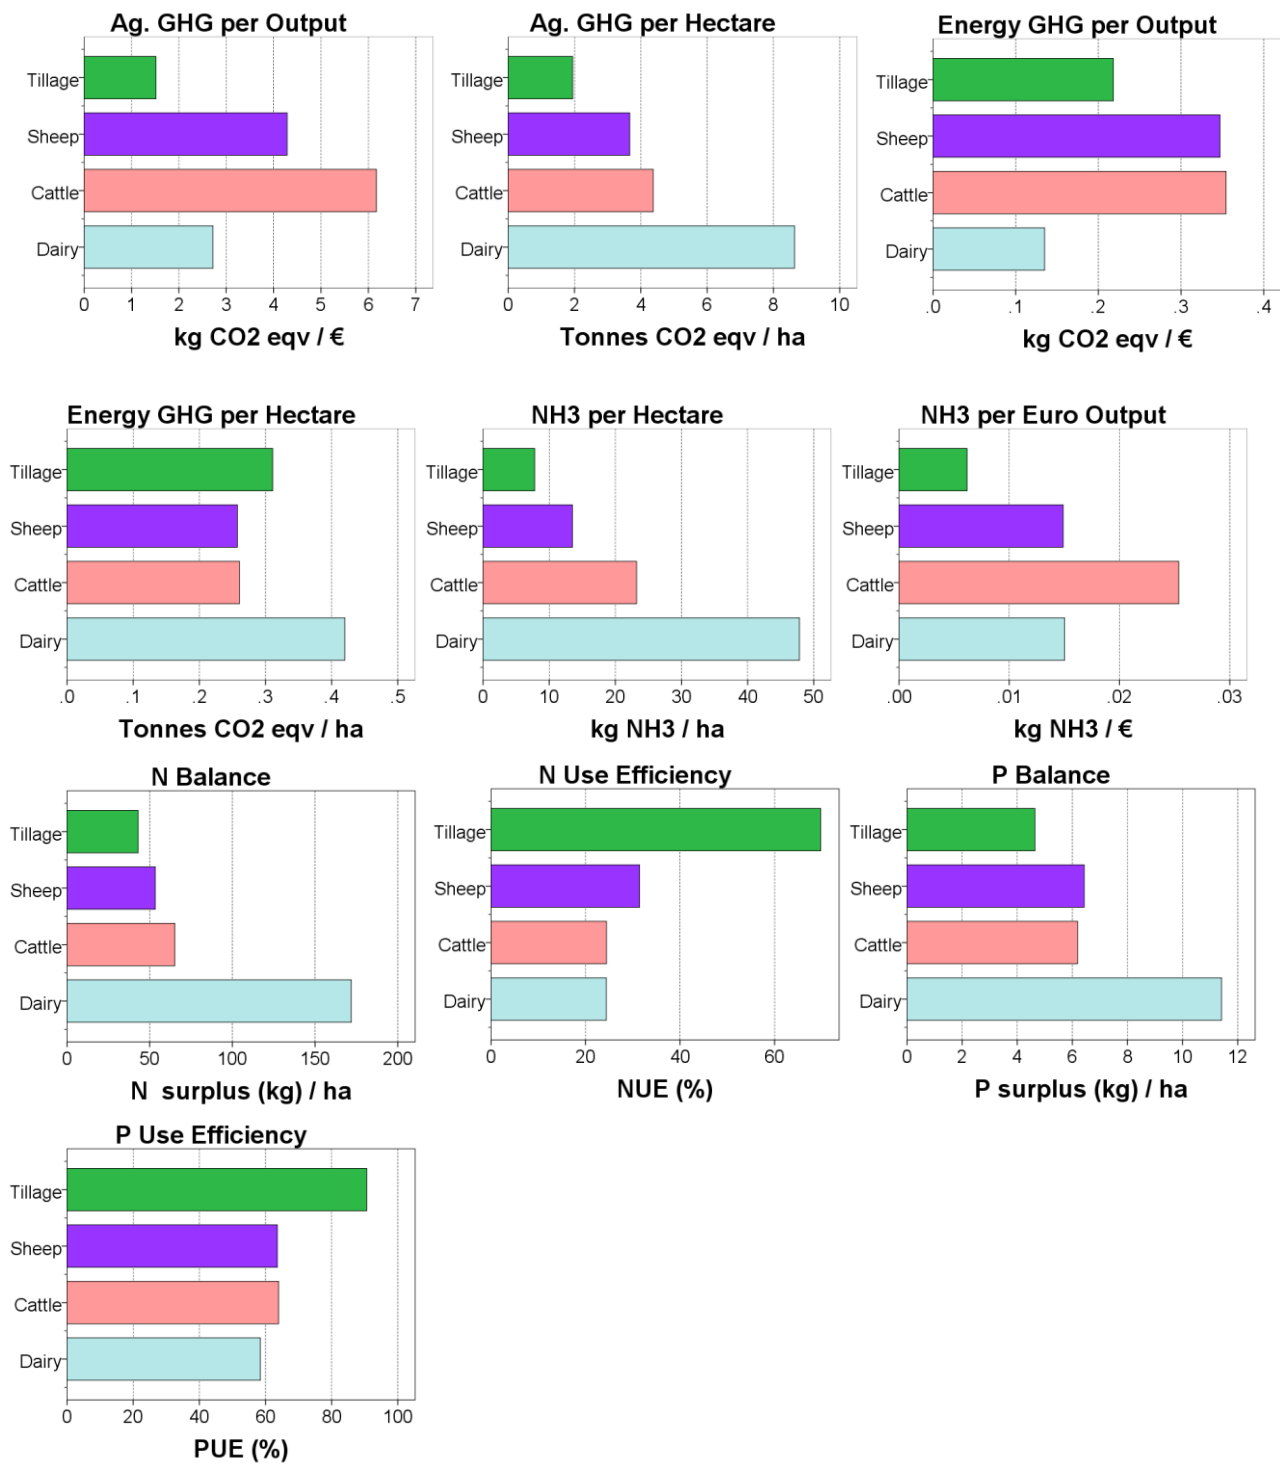 Ag. GHG per Output
Tillage
Sheep
Cattle
Dairy
0 1 2 3 4 5 6 7
kg CO2 eqv / €
Ag. GHG per Hectare
Tillage
Sheep
Cattle
Dairy
0 2 4 6 8 10
Tonnes CO2 eqv / ha
Energy GHG per Output
Tillage
Sheep
Cattle
Dairy
.0 .1 .2 .3 .4
kg CO2 eqv / €
Energy GHG per Hectare
Tillage
Sheep
Cattle
Dairy
.0 .1 .2 .3 .4 .5
Tonnes CO2 eqv / ha
NH3 per Hectare
Tillage
Sheep
Cattle
Dairy
0 10 20 30 40 50
kg NH3 / ha
NH3 per Euro Output
Tillage
Sheep
Cattle
Dairy
.00 .01 .02 .03
kg NH3 / €
N Balance
Tillage
Sheep
Cattle
Dairy
0 50 100 150 200
N surplus (kg) / ha
N Use Efficiency
Tillage
Sheep
Cattle
Dairy
0 20 40 60
NUE (%)
P Balance
Tillage
Sheep
Cattle
Dairy
0 2 4 6 8 10 12
P surplus (kg) / ha
P Use Efficiency
Tillage
Sheep
Cattle
Dairy
0 20 40 60 80 100
PUE (%)